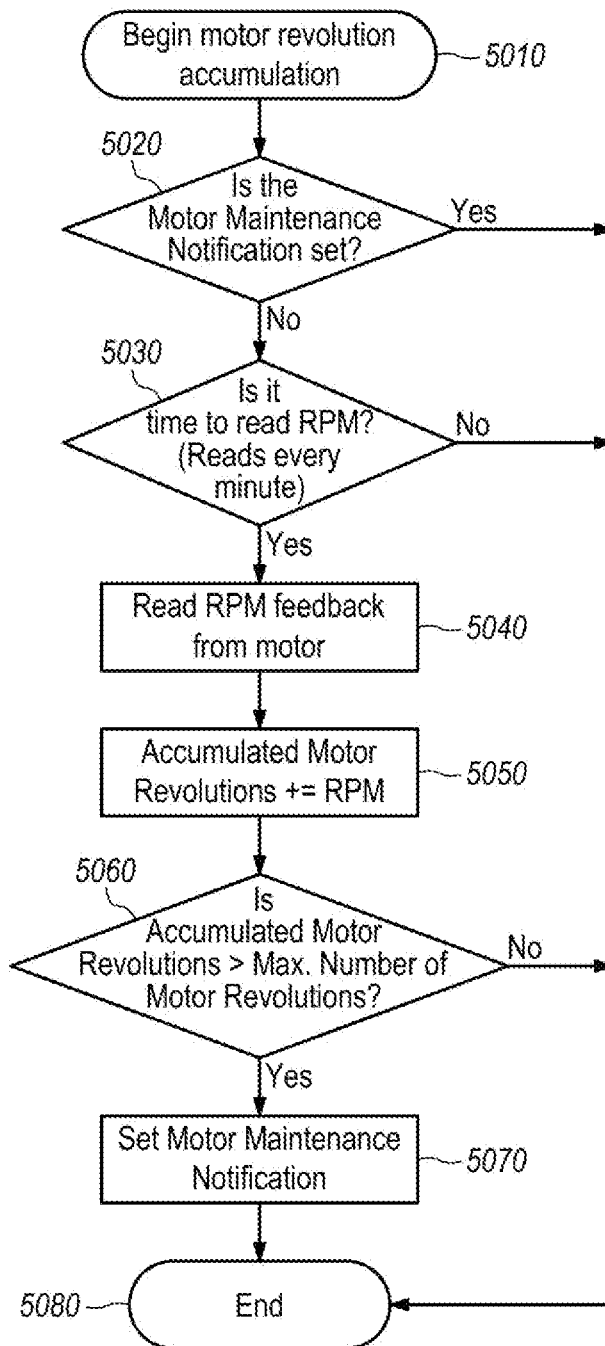 Begin motor revolution
accumulation
5010
5020
Is the
Motor Maintenance
Notification set?
Yes
No
5030
Is it
time to read RPM?
(Reads every
minute)
No
Yes
Read RPM feedback
from motor
5040
Accumulated Motor
Revolutions += RPM
5050
5060
Is
Accumulated Motor
Revolutions > Max. Number of
Motor Revolutions?
No
Yes
Set Motor Maintenance
Notification
5070
5080
End